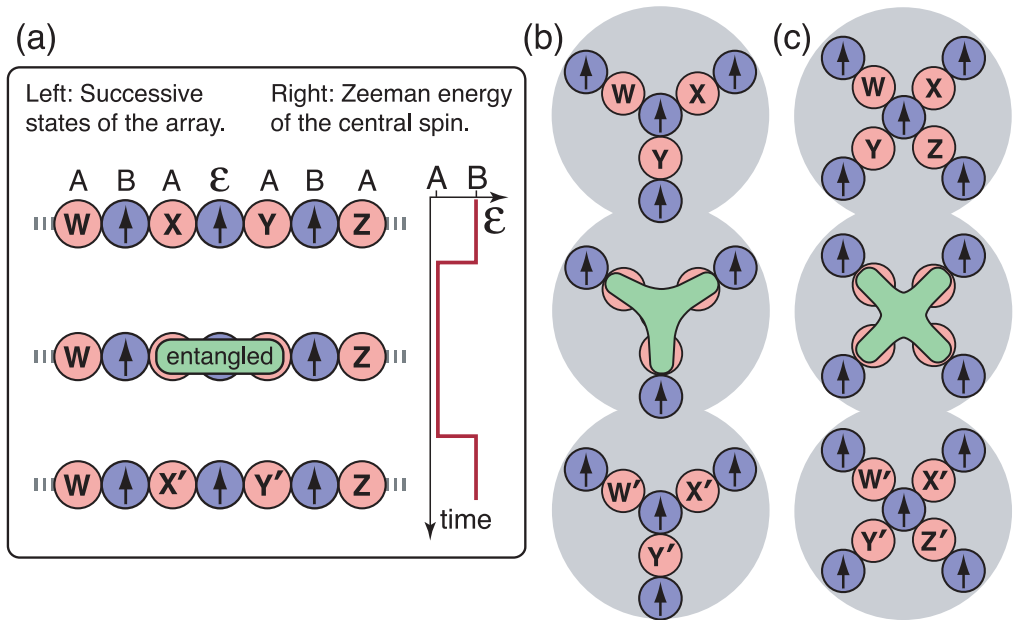 (a)
Left: Successive
states of the array.
Right: Zeeman energy
of the central spin.
A B A ε A B A
W X Y Z
A B
ε
W entangled Z
W X′ Y′ Z
time
(b)
W X
Y
W′ X′
Y′
(c)
W X
Y Z
W′ X′
Y′ Z′